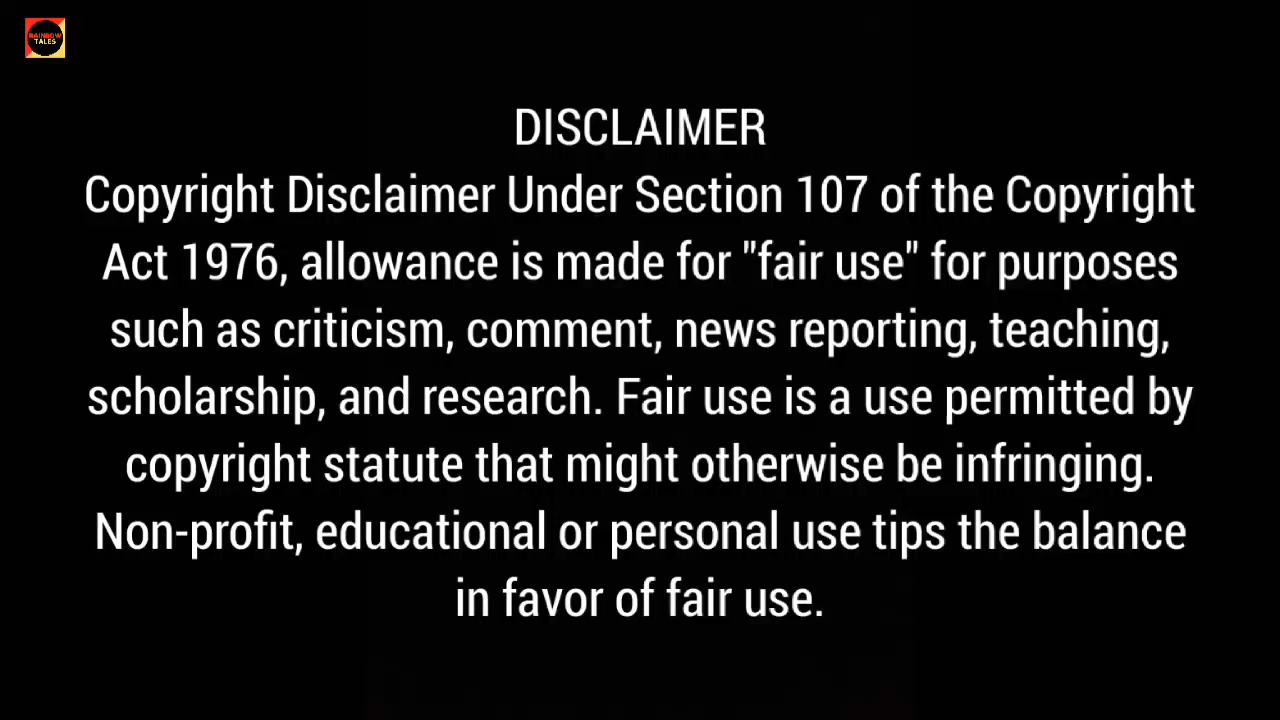 RAINBOW
TALES
DISCLAIMER
Copyright Disclaimer Under Section 107 of the Copyright
Act 1976, allowance is made for "fair use" for purposes
such as criticism, comment, news reporting, teaching,
scholarship, and research. Fair use is a use permitted by
copyright statute that might otherwise be infringing.
Non-profit, educational or personal use tips the balance
in favor of fair use.